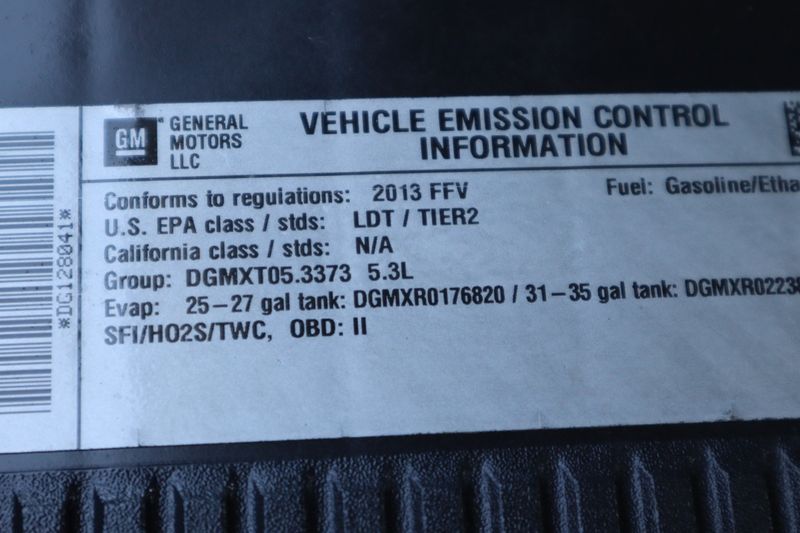 *DG128041*
GM GENERAL MOTORS LLC
VEHICLE EMISSION CONTROL
INFORMATION
Conforms to regulations: 2013 FFV Fuel: Gasoline/Etha
U.S. EPA class / stds: LDT / TIER2
California class / stds: N/A
Group: DGMXT05.3373 5.3L
Evap: 25-27 gal tank: DGMXR0176820 / 31-35 gal tank: DGMXR0223
SFI/HO2S/TWC, OBD: II